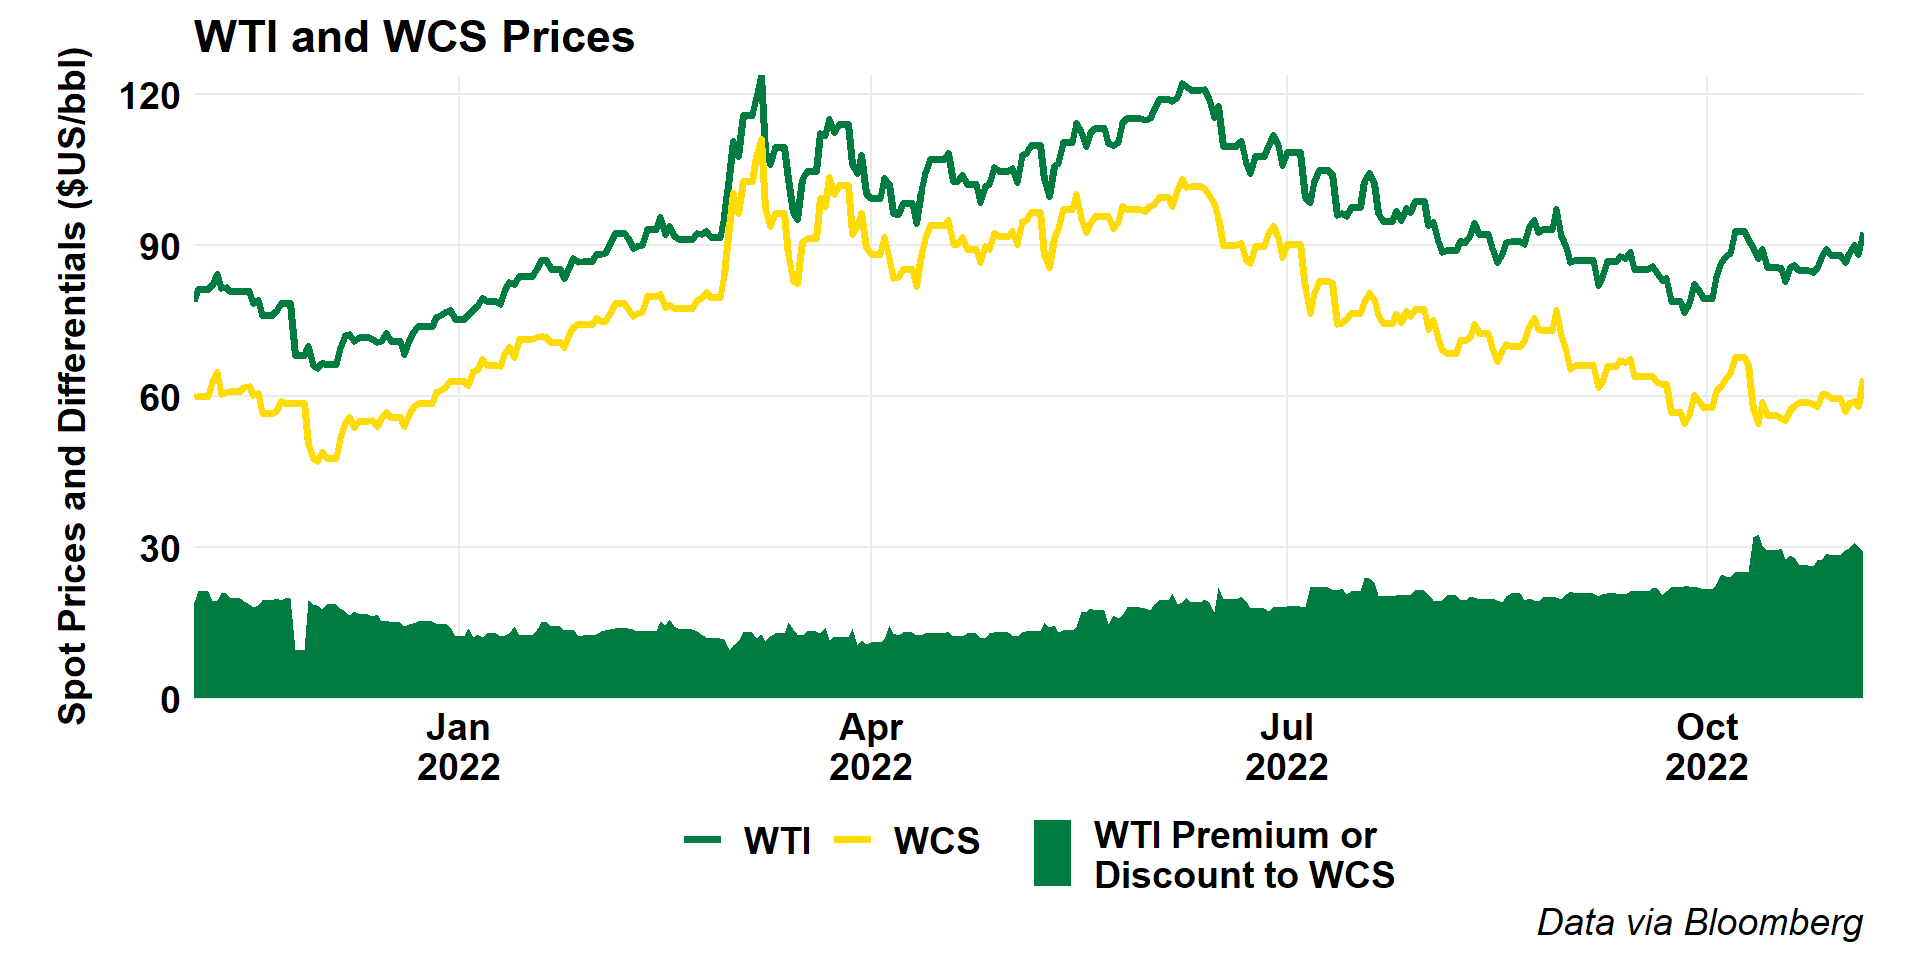 WTI and WCS Prices
Spot Prices and Differentials ($US/bbl)
120
90
60
30
0
Jan
2022
Apr
2022
Jul
2022
Oct
2022
WTI
WCS
WTI Premium or
Discount to WCS
Data via Bloomberg